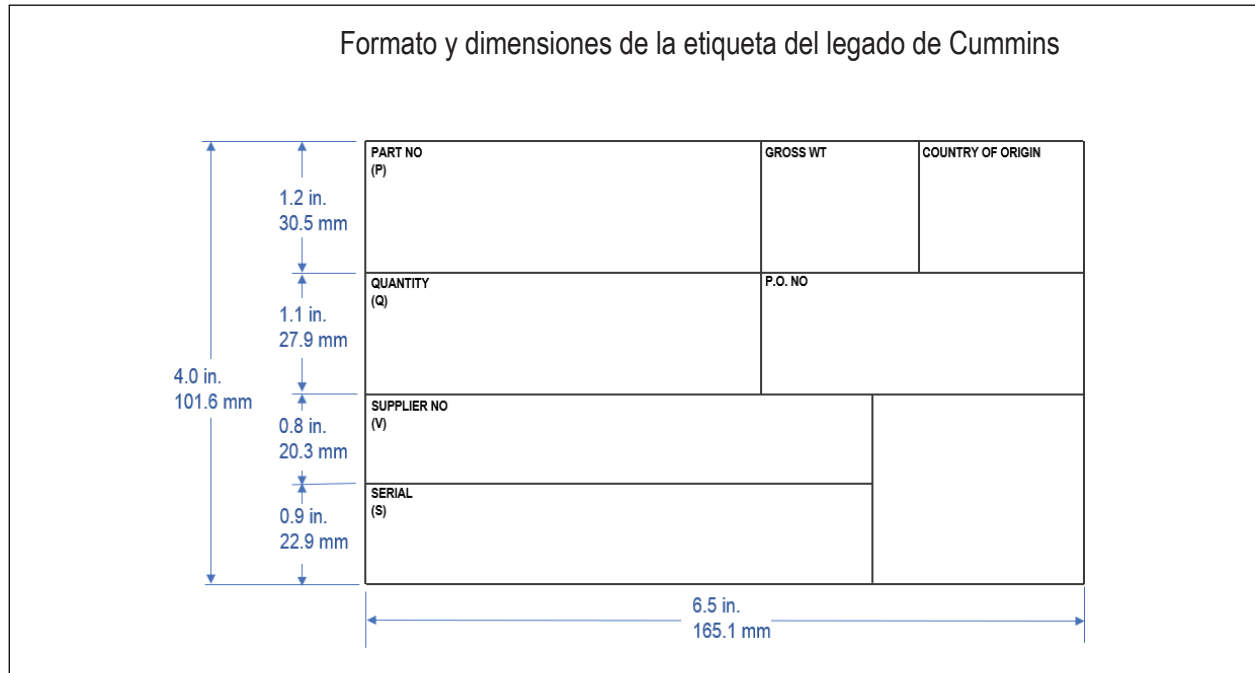 Formato y dimensiones de la etiqueta del legado de Cummins
PART NO
(P)
GROSS WT
COUNTRY OF ORIGIN
1.2 in.
30.5 mm
QUANTITY
(Q)
P.O. NO
1.1 in.
27.9 mm
4.0 in.
101.6 mm
SUPPLIER NO
(V)
0.8 in.
20.3 mm
SERIAL
(S)
0.9 in.
22.9 mm
6.5 in.
165.1 mm